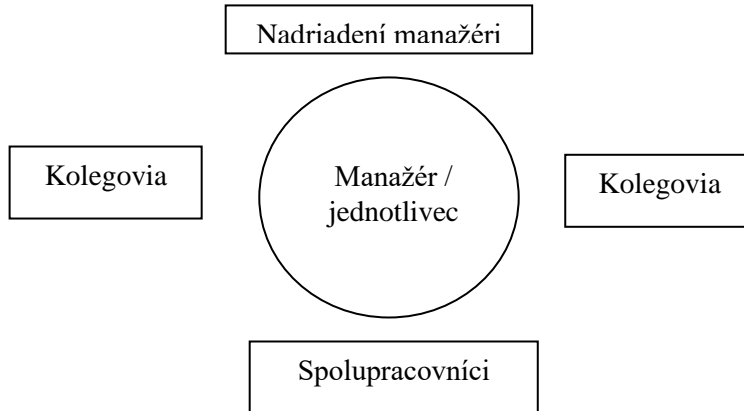 Nadriadení manažéri
Kolegovia
Manažér /
jednotlivec
Kolegovia
Spolupracovníci